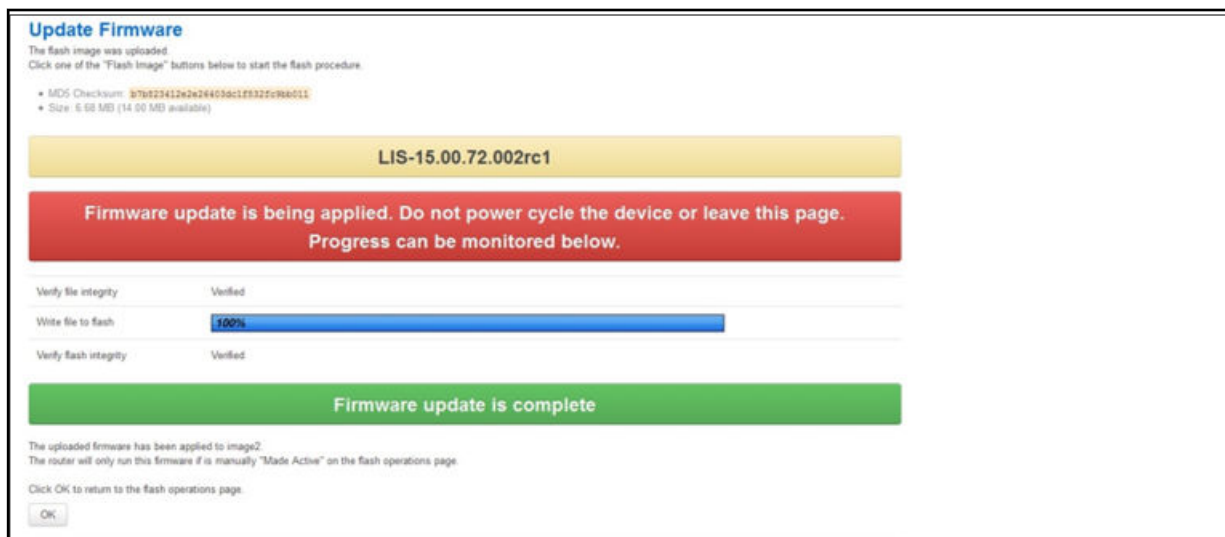 Update Firmware
The flash image was uploaded.
Click one of the "Flash Image" buttons below to start the flash procedure.
MD5 Checksum:
Size: 6.68 MB (14.00 MB available)
LIS-15.00.72.002rc1
Firmware update is being applied. Do not power cycle the device or leave this page.
Progress can be monitored below.
Verify file integrity Verified
Write file to flash 100%
Verify flash integrity Verified
Firmware update is complete
The uploaded firmware has been applied to image2.
The router will only run this firmware if is manually "Made Active" on the flash operations page.
Click OK to return to the flash operations page.
OK